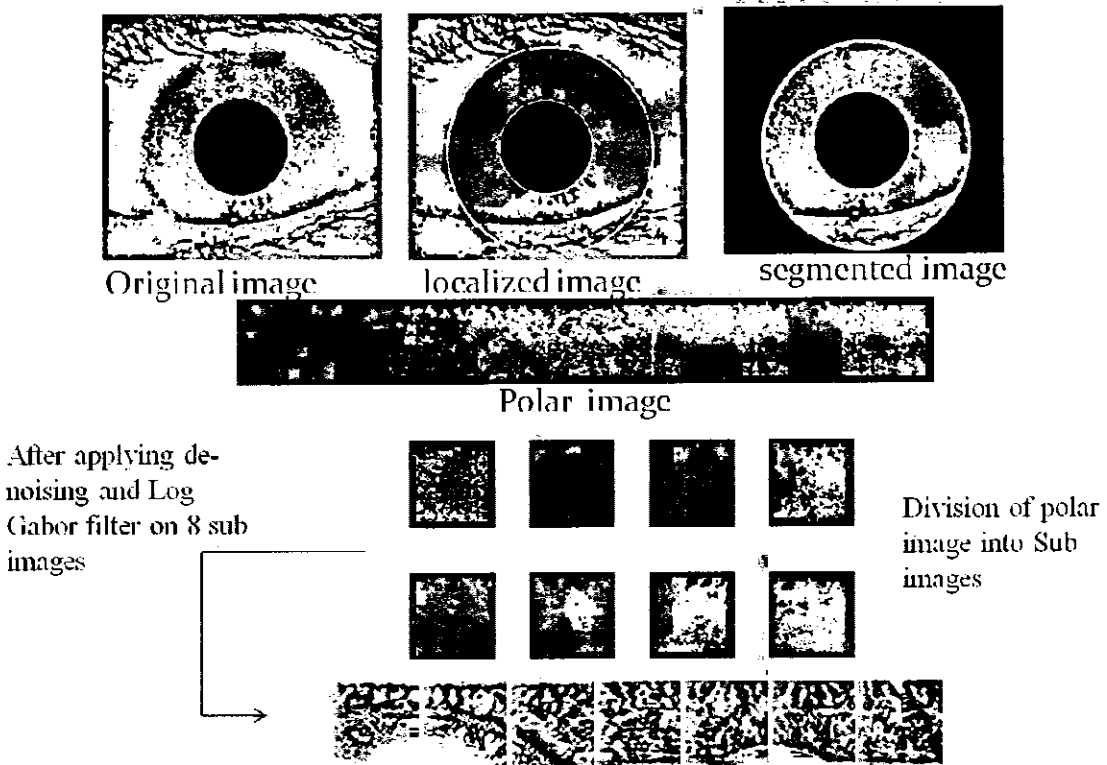 Original image
localized image
segmented image
Polar image
After applying de-
noising and Log
Gabor filter on 8 sub
images
Division of polar
image into Sub
images